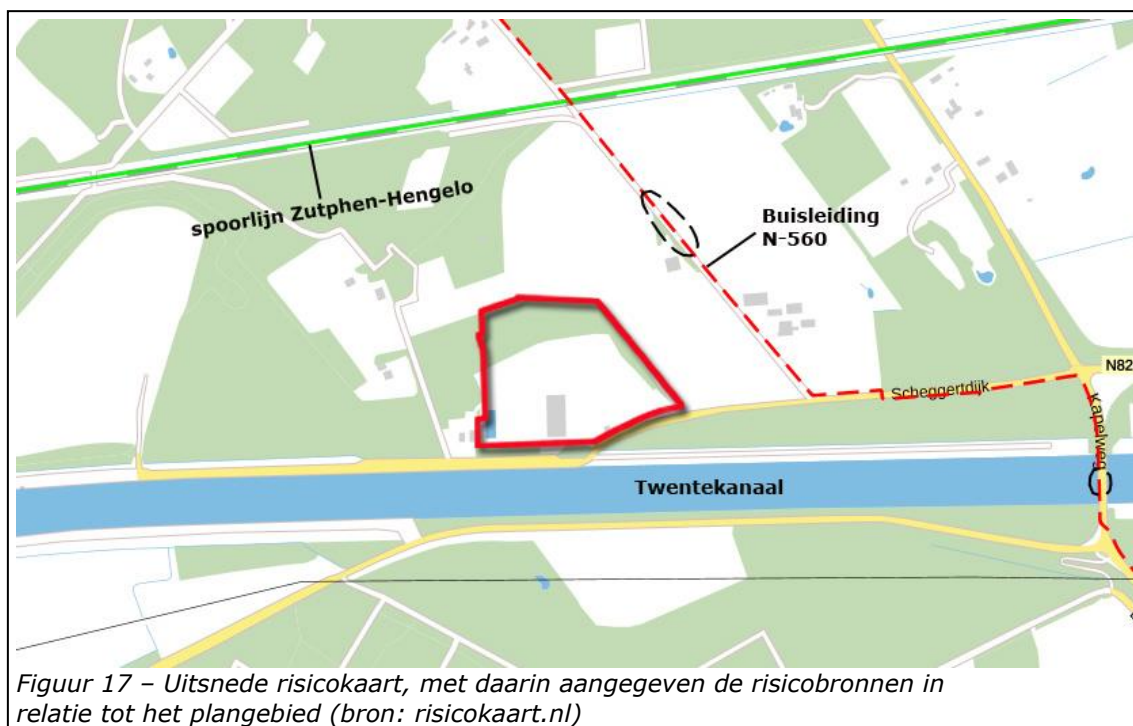 spoorlijn Zutphen-Hengelo
Buisleiding
N-560
N82
Scheggertdijk
Kapelweg
Twentekanaal
Figuur 17 – Uitsnede risicokaart, met daarin aangegeven de risicobronnen in
relatie tot het plangebied (bron: risicokaart.nl)